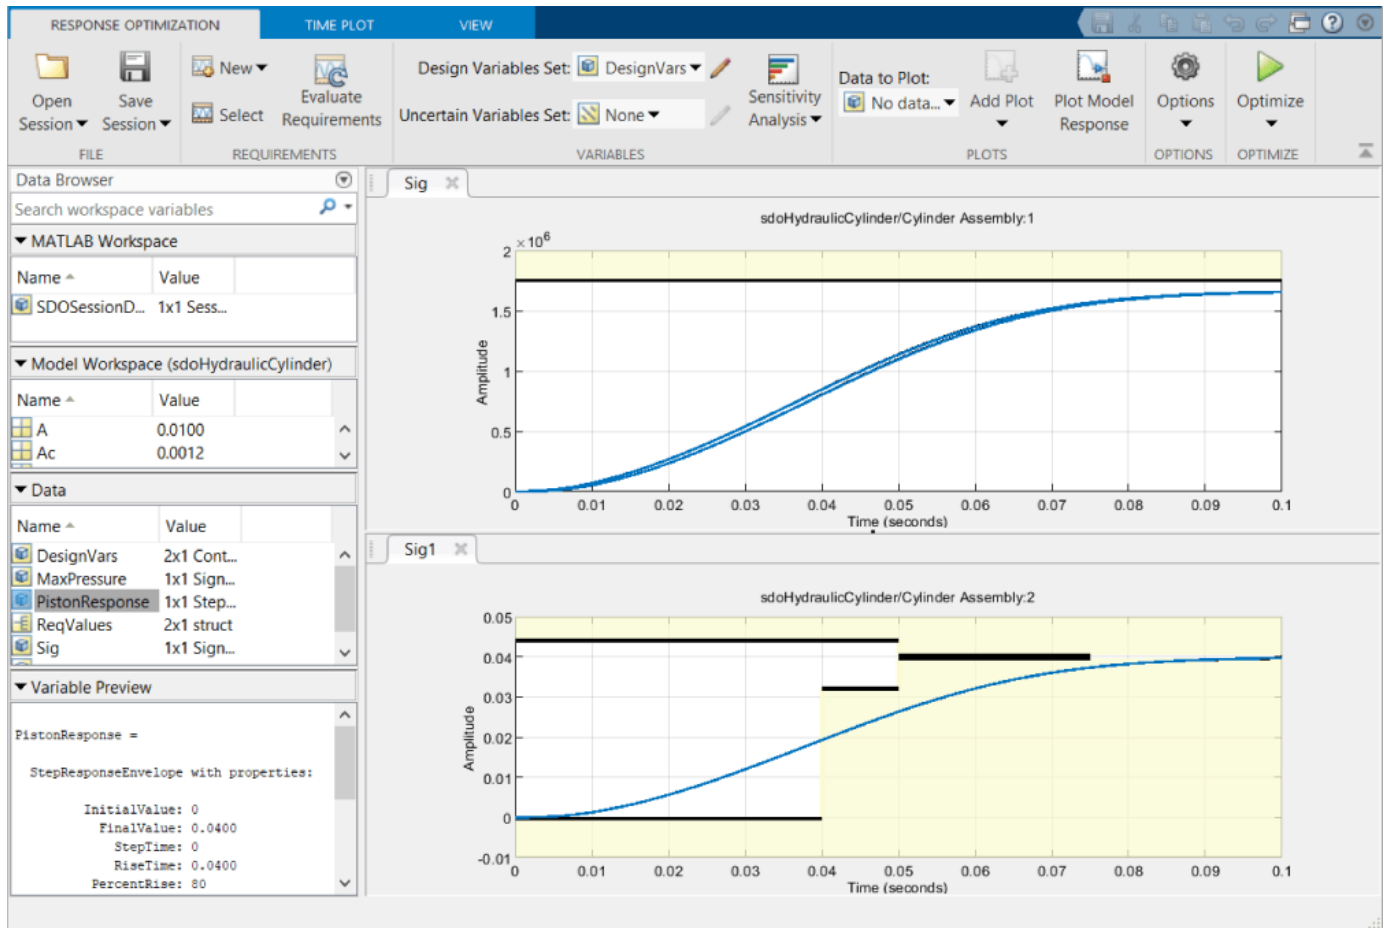 RESPONSE OPTIMIZATION TIME PLOT VIEW
Open Session
Save Session
FILE
New
Select
Evaluate Requirements
REQUIREMENTS
Design Variables Set: DesignVars
Uncertain Variables Set: None
Sensitivity Analysis
VARIABLES
Data to Plot:
No data...
Add Plot
Plot Model Response
PLOTS
Options
OPTIONS
Optimize
OPTIMIZE
Data Browser
Search workspace variables
MATLAB Workspace
Name Value
SDOSessionD... 1x1 Sess...
Model Workspace (sdoHydraulicCylinder)
Name Value
A 0.0100
Ac 0.0012
Data
Name Value
DesignVars 2x1 Cont...
MaxPressure 1x1 Sign...
PistonResponse 1x1 Step...
ReqValues 2x1 struct
Sig 1x1 Sign...
Variable Preview
PistonResponse =
StepResponseEnvelope with properties:
InitialValue: 0
FinalValue: 0.0400
StepTime: 0
RiseTime: 0.0400
PercentRise: 80
Sig
sdoHydraulicCylinder/Cylinder Assembly:1
×10^6
2
1.5
1
0.5
0
Amplitude
0 0.01 0.02 0.03 0.04 0.05 0.06 0.07 0.08 0.09 0.1
Time (seconds)
Sig1
sdoHydraulicCylinder/Cylinder Assembly:2
0.05
0.04
0.03
0.02
0.01
0
-0.01
Amplitude
0 0.01 0.02 0.03 0.04 0.05 0.06 0.07 0.08 0.09 0.1
Time (seconds)